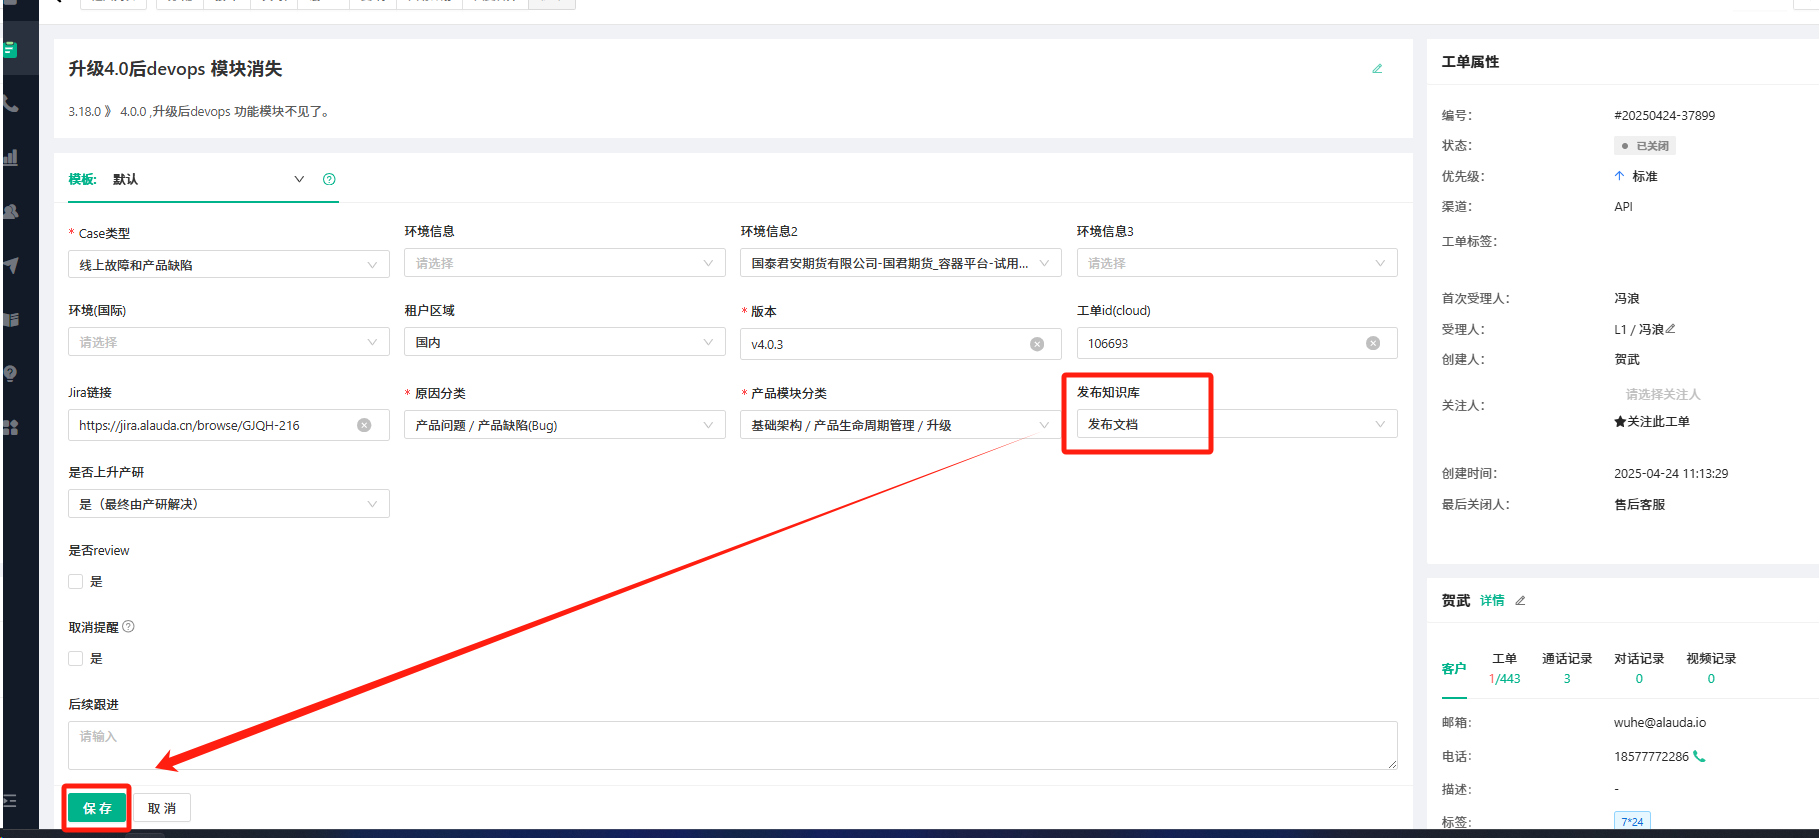 升级4.0后devops 模块消失
3.18.0 》 4.0.0 ,升级后devops 功能模块不见了。
模板: 默认
* Case类型
线上故障和产品缺陷
环境信息
请选择
环境信息2
国泰君安期货有限公司-国君期货_容器平台-试用...
环境信息3
请选择
环境(国际)
请选择
租户区域
国内
* 版本
v4.0.3
工单id(cloud)
106693
Jira链接
https://jira.alauda.cn/browse/GJQH-216
* 原因分类
产品问题 / 产品缺陷(Bug)
* 产品模块分类
基础架构 / 产品生命周期管理 / 升级
发布知识库
发布文档
是否上升产研
是（最终由产研解决）
是否review
是
取消提醒
是
后续跟进
请输入
保存 取消
工单属性
编号: #20250424-37899
状态: 已关闭
优先级: 标准
渠道: API
工单标签:
首次受理人: 冯浪
受理人: L1 / 冯浪
创建人: 贺武
请选择关注人
关注人:
★关注此工单
创建时间: 2025-04-24 11:13:29
最后关闭人: 售后客服
贺武 详情
客户
工单 1/443
通话记录 3
对话记录 0
视频记录 0
邮箱: wuhe@alauda.io
电话: 18577772286
描述: -
标签: 7*24